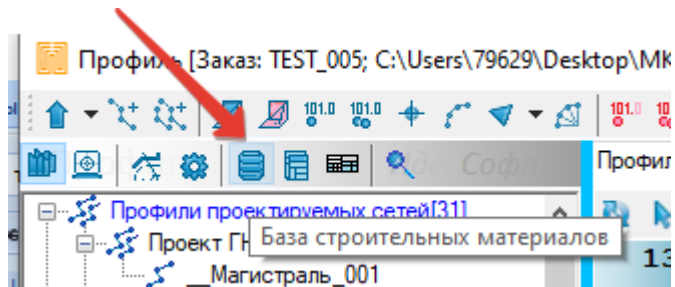 Профиль [Заказ: TEST_005; C:\Users\79629\Desktop\MK
101.0 101.0 101.0
Профил
Профили проектируемых сетей[31]
Проект ГН
База строительных материалов
__Магистраль_001
13